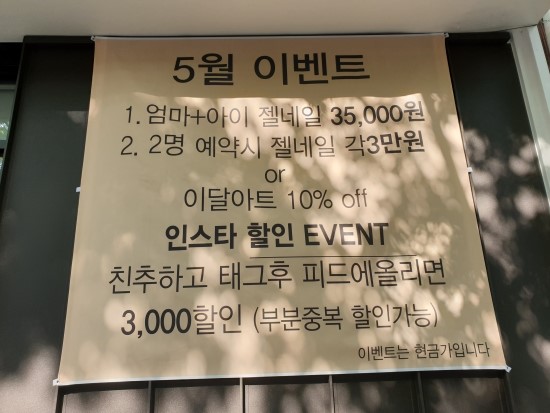 5월 이벤트
1. 엄마+아이 젤네일 35,000원
2. 2명 예약시 젤네일 각3만원
or
이달아트 10% off
인스타 할인 EVENT
친추하고 태그후 피드에올리면
3,000할인 (부분중복 할인가능)
이벤트는 현금가입니다